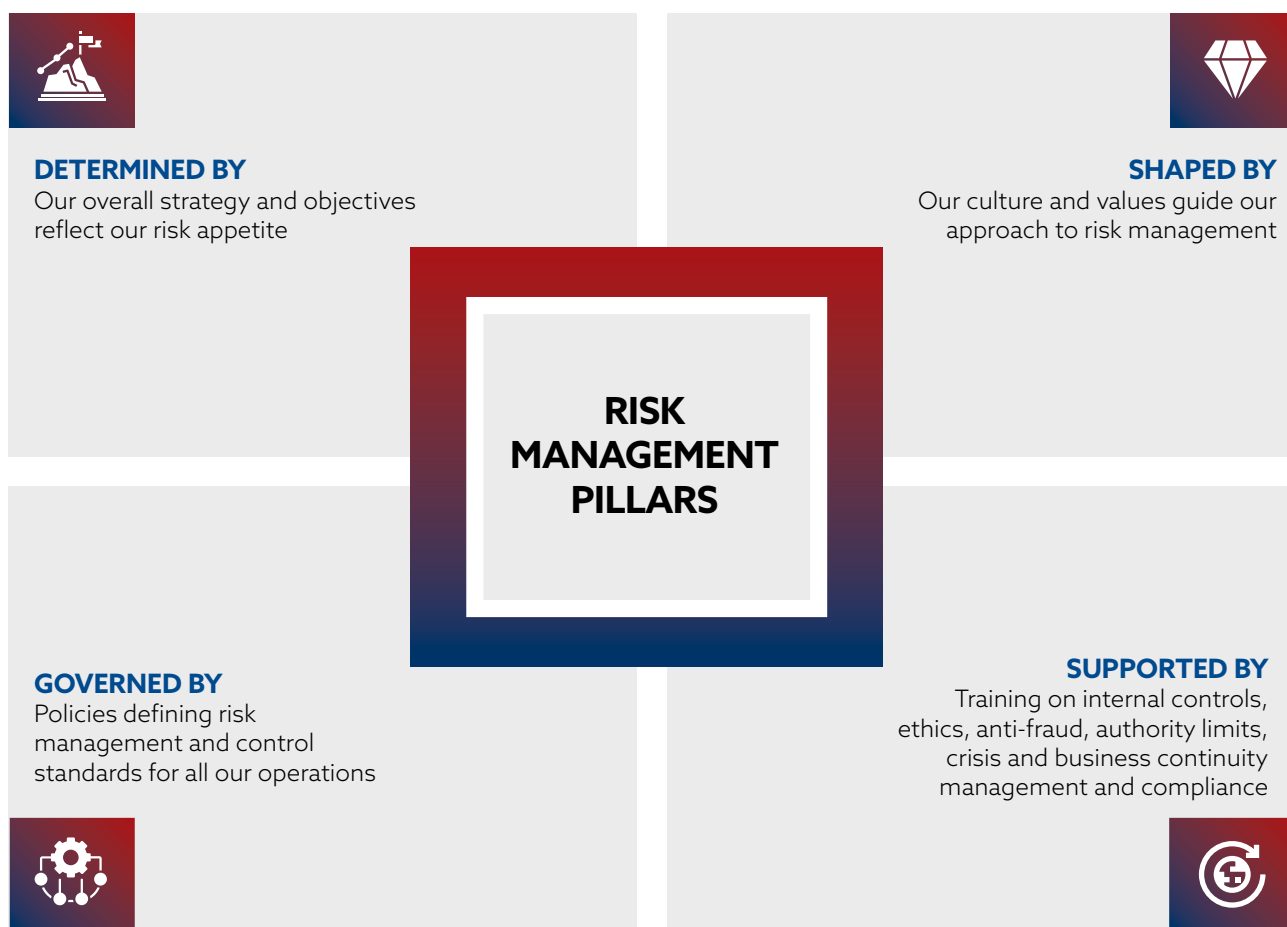 DETERMINED BY
Our overall strategy and objectives
reflect our risk appetite
SHAPED BY
Our culture and values guide our
approach to risk management
RISK
MANAGEMENT
PILLARS
GOVERNED BY
Policies defining risk
management and control
standards for all our operations
SUPPORTED BY
Training on internal controls,
ethics, anti-fraud, authority limits,
crisis and business continuity
management and compliance